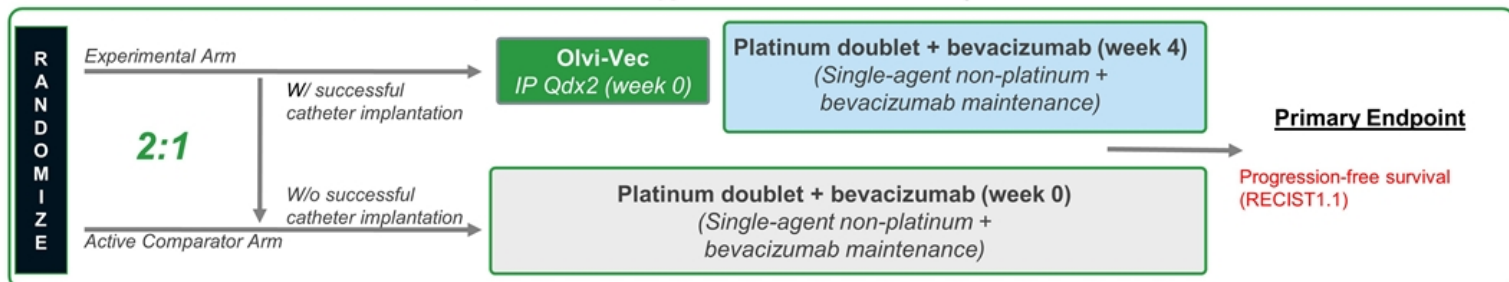 RANDOMIZE
Experimental Arm
W/ successful
catheter implantation
2:1
W/o successful
catheter implantation
Active Comparator Arm
Olvi-Vec
IP Qdx2 (week 0)
Platinum doublet + bevacizumab (week 4)
(Single-agent non-platinum +
bevacizumab maintenance)
Platinum doublet + bevacizumab (week 0)
(Single-agent non-platinum +
bevacizumab maintenance)
Primary Endpoint
Progression-free survival
(RECIST1.1)